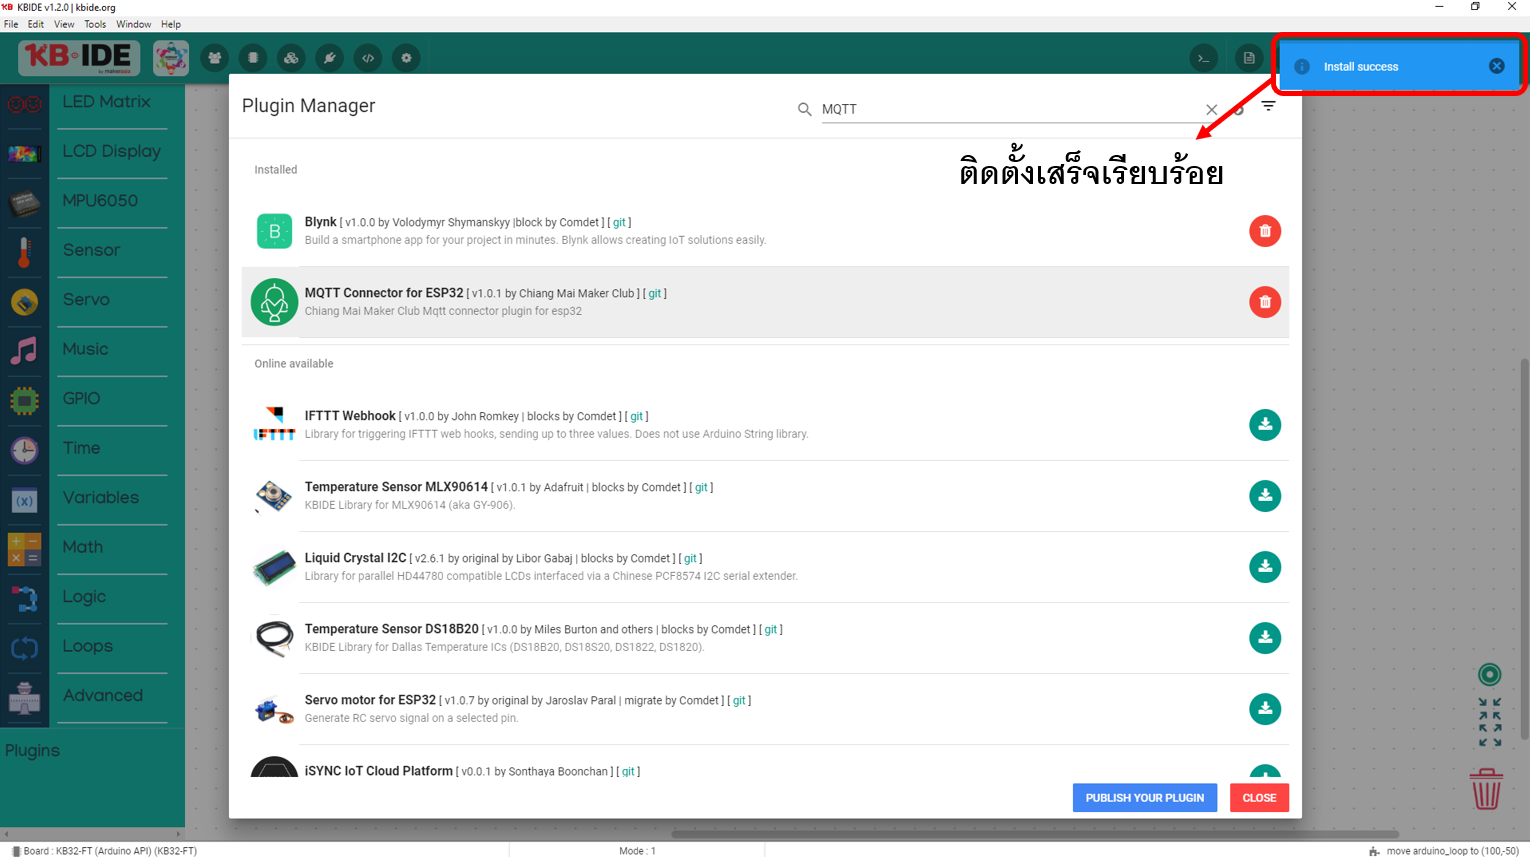 KB KBIDE v1.2.0 | kbide.org
File Edit View Tools Window Help
KB-IDE
Install success
Plugin Manager
MQTT
ติดตั้งเสร็จเรียบร้อย
LED Matrix
LCD Display
MPU6050
Sensor
Servo
Music
GPIO
Time
Variables
Math
Logic
Loops
Advanced
Plugins
Installed
Blynk [ v1.0.0 by Volodymyr Shymanskyy |block by Comdet ] [ git ]
Build a smartphone app for your project in minutes. Blynk allows creating IoT solutions easily.
MQTT Connector for ESP32 [ v1.0.1 by Chiang Mai Maker Club ] [ git ]
Chiang Mai Maker Club Mqtt connector plugin for esp32
Online available
IFTTT
IFTTT Webhook [ v1.0.0 by John Romkey | blocks by Comdet ] [ git ]
Library for triggering IFTTT web hooks, sending up to three values. Does not use Arduino String library.
Temperature Sensor MLX90614 [ v1.0.1 by Adafruit | blocks by Comdet ] [ git ]
KBIDE Library for MLX90614 (aka GY-906).
Liquid Crystal I2C [ v2.6.1 by original by Libor Gabaj | blocks by Comdet ] [ git ]
Library for parallel HD44780 compatible LCDs interfaced via a Chinese PCF8574 I2C serial extender.
Temperature Sensor DS18B20 [ v1.0.0 by Miles Burton and others | blocks by Comdet ] [ git ]
KBIDE Library for Dallas Temperature ICs (DS18B20, DS18S20, DS1822, DS1820).
Servo motor for ESP32 [ v1.0.7 by original by Jaroslav Paral | migrate by Comdet ] [ git ]
Generate RC servo signal on a selected pin.
iSYNC IoT Cloud Platform [ v0.0.1 by Sonthaya Boonchan ] [ git ]
PUBLISH YOUR PLUGIN CLOSE
Board : KB32-FT (Arduino API) (KB32-FT) Mode : 1 move arduino_loop to (100,-50)